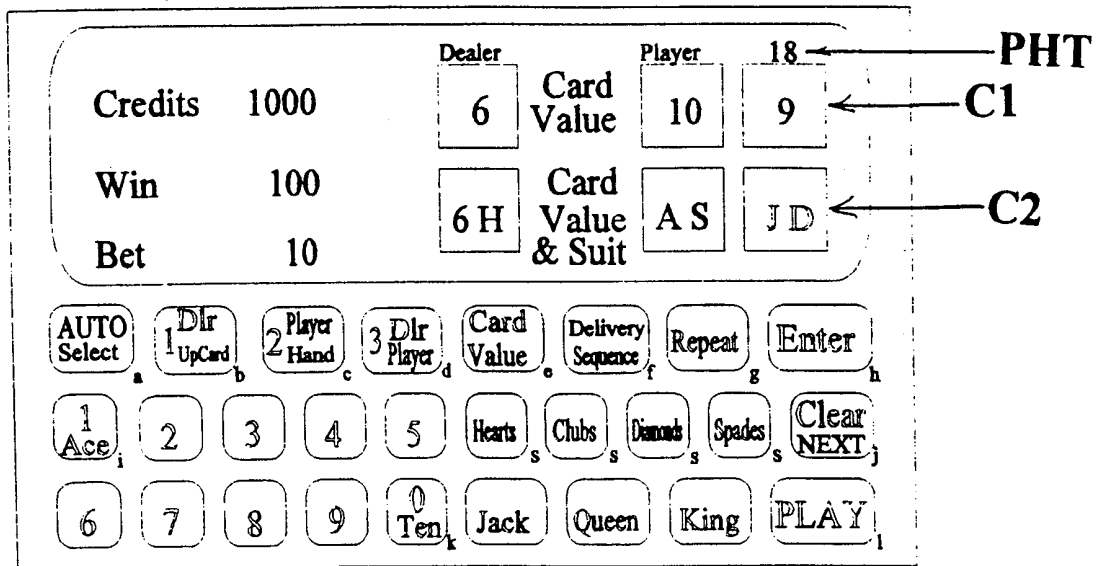 Dealer Player 18 PHT
Credits 1000 6 Card Value 10 9 C1
Win 100 6 H Card Value & Suit A S J D C2
Bet 10
AUTO Select a 1 Dlr UpCard b 2 Player Hand c 3 Dlr Player d Card Value e Delivery Sequence f Repeat g Enter h
1 Ace i 2 3 4 5 Hearts s Clubs s Diamonds s Spades s Clear NEXT j
6 7 8 9 0 Ten k Jack Queen King PLAY l